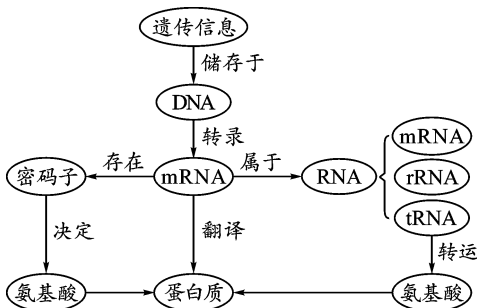 遗传信息
储存于
DNA
转录
mRNA
存在
密码子
mRNA
属于
RNA
rRNA
tRNA
决定
翻译
转运
氨基酸
蛋白质
氨基酸